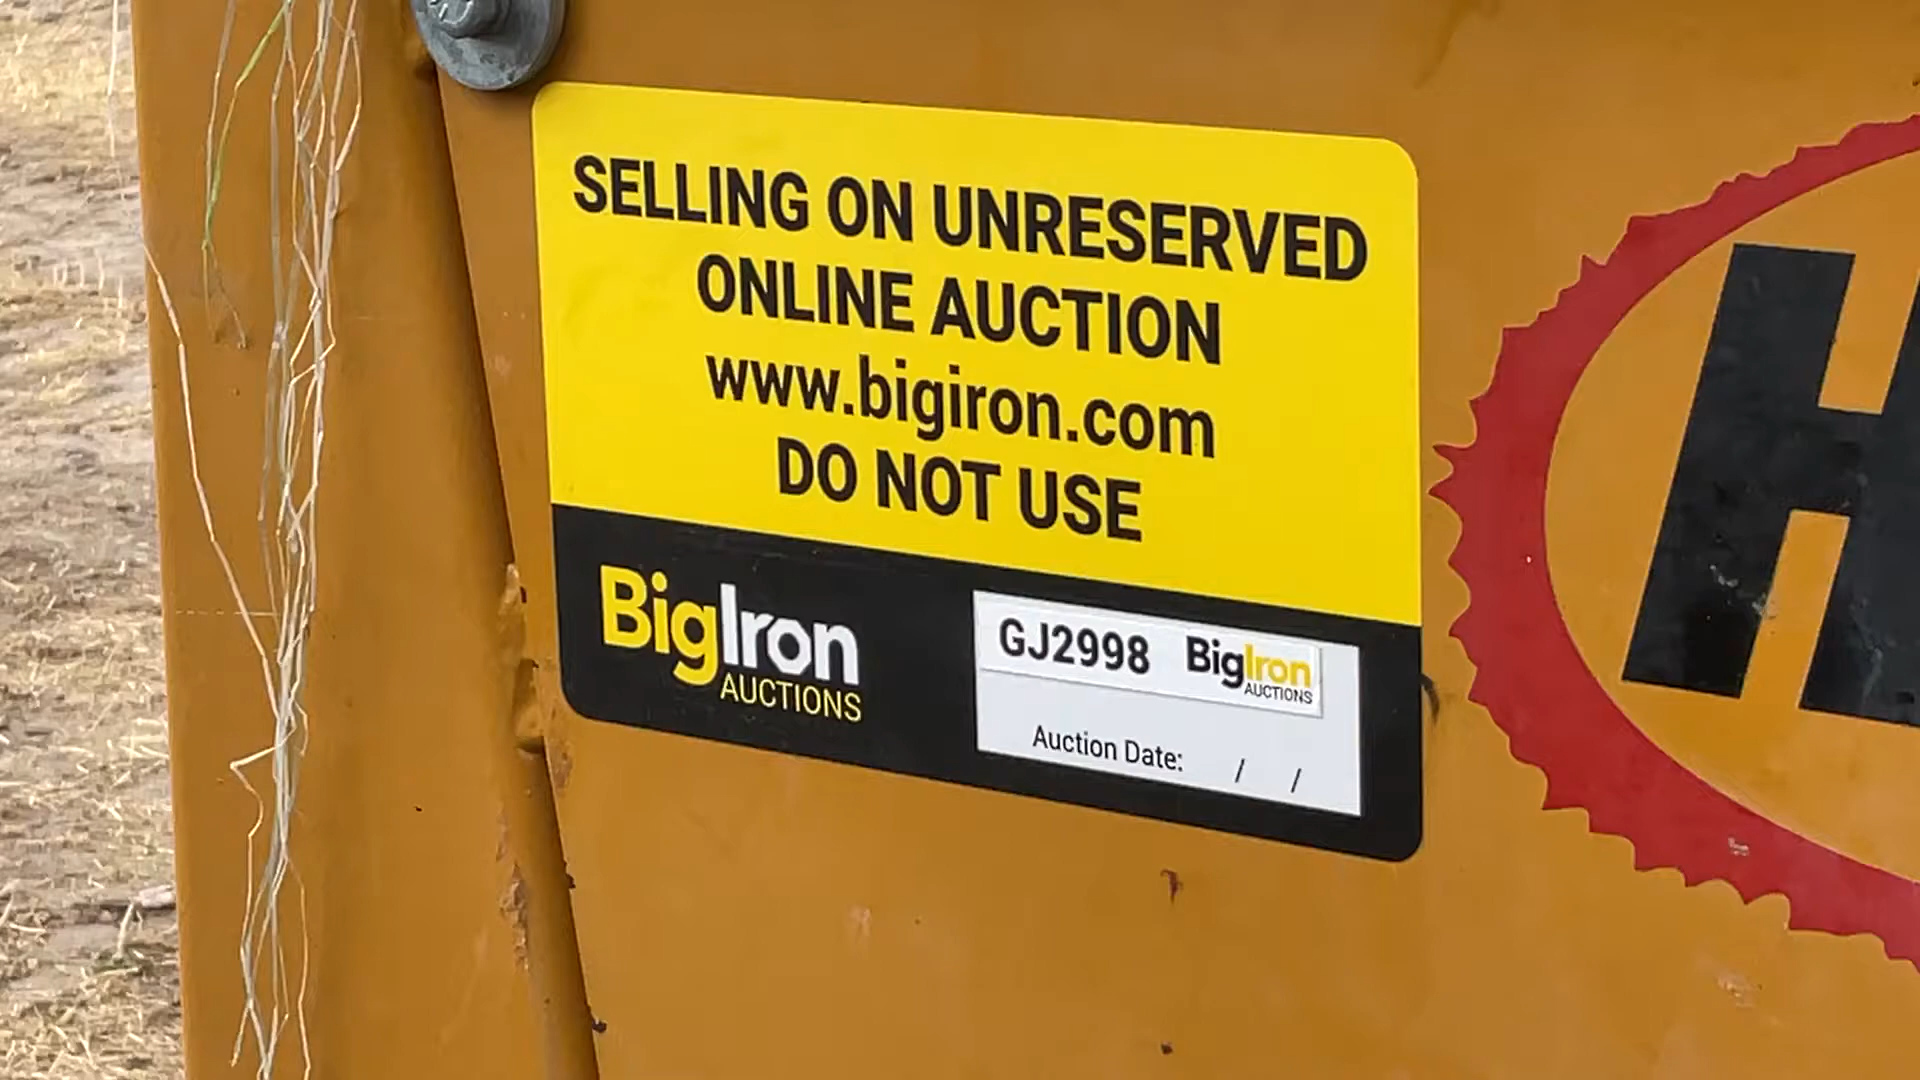 SELLING ON UNRESERVED
ONLINE AUCTION
www.bigiron.com
DO NOT USE
BigIron
AUCTIONS
GJ2998 BigIron
AUCTIONS
Auction Date: / /
H